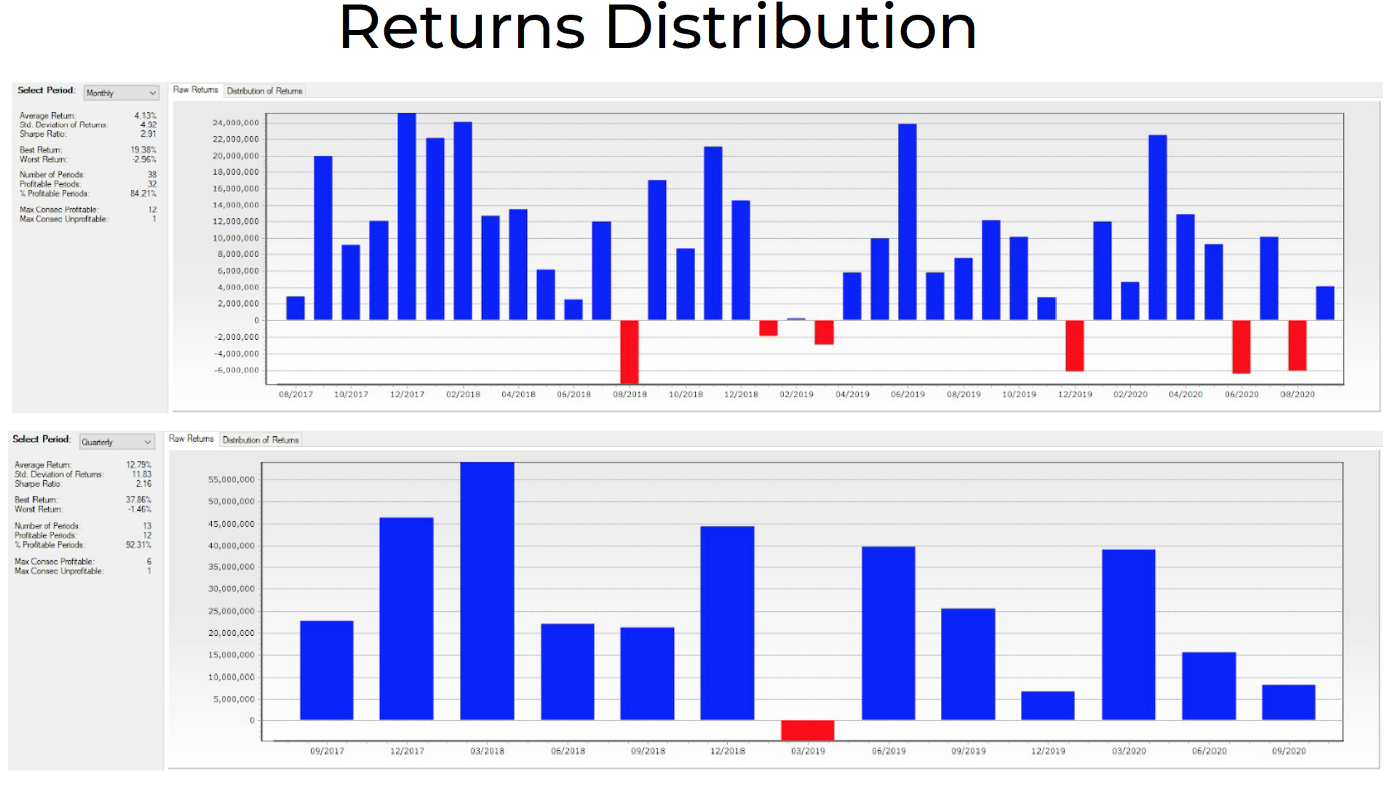 Returns Distribution
Select Period: Monthly
Raw Returns Distribution of Returns
Average Return: 4.13%
Std. Deviation of Returns: 4.92
Sharpe Ratio: 2.91
Best Return: 19.38%
Worst Return: -2.96%
Number of Periods: 38
Profitable Periods: 32
% Profitable Periods: 84.21%
Max Consec Profitable: 12
Max Consec Unprofitable: 1
24,000,000
22,000,000
20,000,000
18,000,000
16,000,000
14,000,000
12,000,000
10,000,000
8,000,000
6,000,000
4,000,000
2,000,000
0
-2,000,000
-4,000,000
-6,000,000
08/2017 10/2017 12/2017 02/2018 04/2018 06/2018 08/2018 10/2018 12/2018 02/2019 04/2019 06/2019 08/2019 10/2019 12/2019 02/2020 04/2020 06/2020 08/2020
Select Period: Quarterly
Raw Returns Distribution of Returns
Average Return: 12.79%
Std. Deviation of Returns: 11.83
Sharpe Ratio: 2.16
Best Return: 37.86%
Worst Return: -1.46%
Number of Periods: 13
Profitable Periods: 12
% Profitable Periods: 92.31%
Max Consec Profitable: 6
Max Consec Unprofitable: 1
55,000,000
50,000,000
45,000,000
40,000,000
35,000,000
30,000,000
25,000,000
20,000,000
15,000,000
10,000,000
5,000,000
0
09/2017 12/2017 03/2018 06/2018 09/2018 12/2018 03/2019 06/2019 09/2019 12/2019 03/2020 06/2020 09/2020